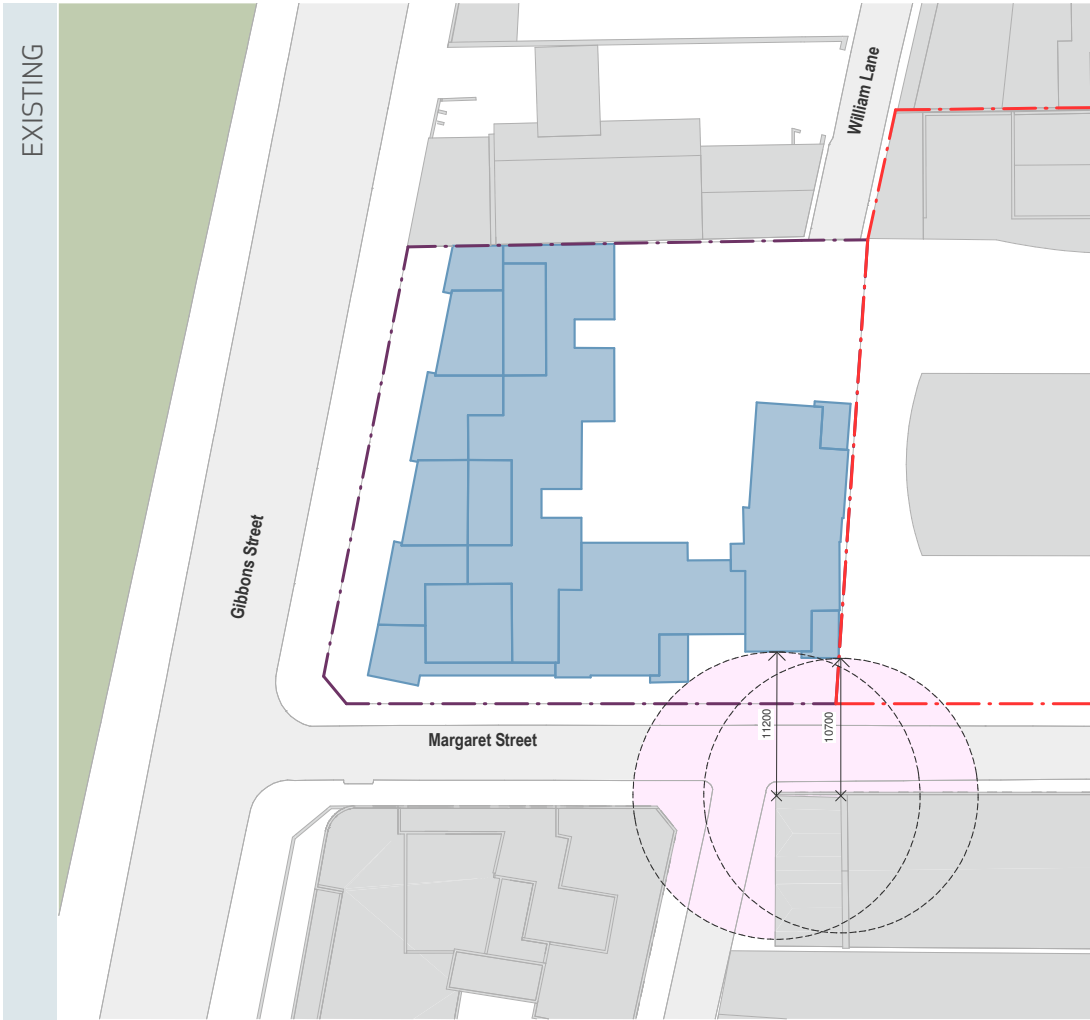 EXISTING
William Lane
Gibbons Street
11200
10700
Margaret Street